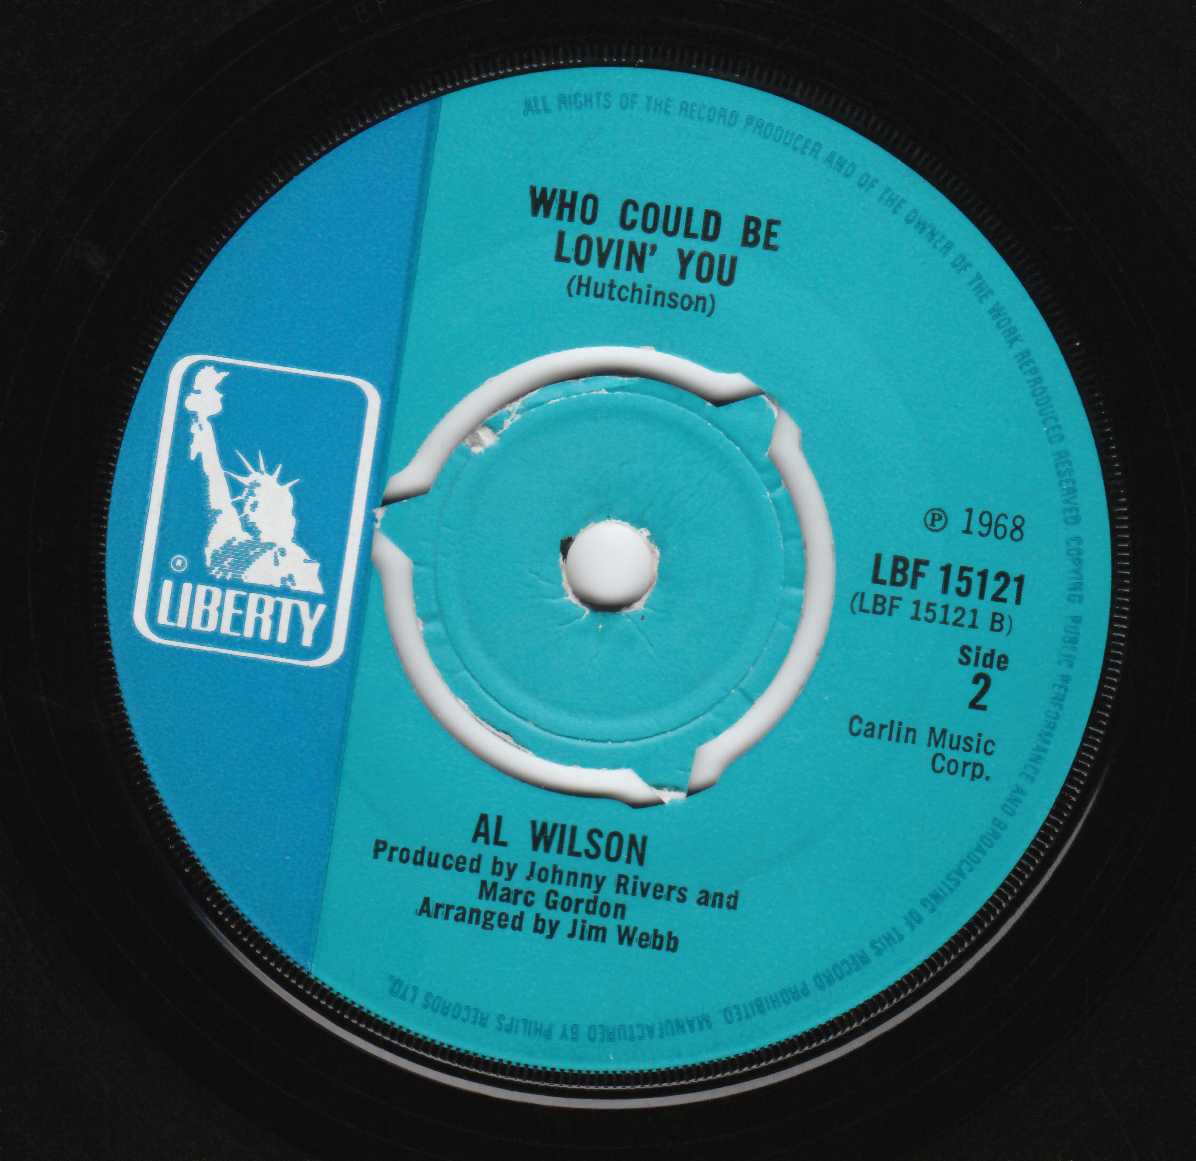 ALL RIGHTS OF THE RECORD PRODUCER AND OF THE OWNER OF THE WORK REPRODUCED RESERVED COPYING PUBLIC PERFORMANCE AND BROADCASTING OF THIS RECORD PROHIBITED. MANUFACTURED BY PHILIPS RECORDS LTD.
WHO COULD BE
LOVIN' YOU
(Hutchinson)
℗ 1968
LBF 15121
(LBF 15121 B)
Side
2
Carlin Music
Corp.
®
LIBERTY
AL WILSON
Produced by Johnny Rivers and
Marc Gordon
Arranged by Jim Webb